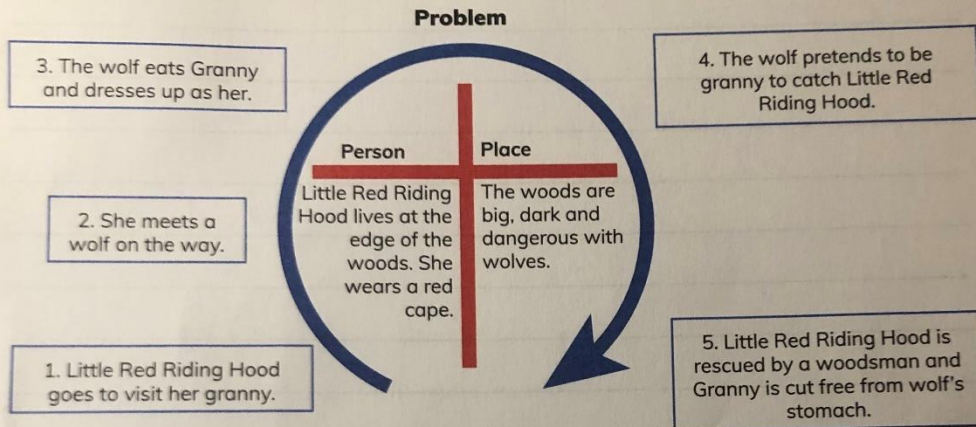 Problem
3. The wolf eats Granny
and dresses up as her.
4. The wolf pretends to be
granny to catch Little Red
Riding Hood.
Person
Place
Little Red Riding
Hood lives at the
edge of the
woods. She
wears a red
cape.
The woods are
big, dark and
dangerous with
wolves.
2. She meets a
wolf on the way.
1. Little Red Riding Hood
goes to visit her granny.
5. Little Red Riding Hood is
rescued by a woodsman and
Granny is cut free from wolf's
stomach.